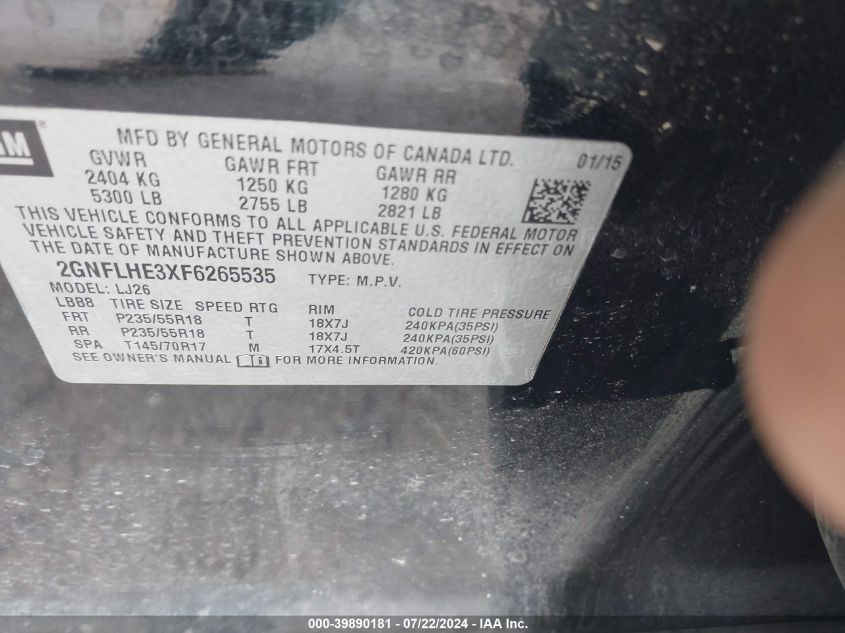 GM®
MFD BY GENERAL MOTORS OF CANADA LTD. 01/15
GVWR GAWR FRT GAWR RR
2404 KG 1250 KG 1280 KG
5300 LB 2755 LB 2821 LB
THIS VEHICLE CONFORMS TO ALL APPLICABLE U.S. FEDERAL MOTOR
VEHICLE SAFETY AND THEFT PREVENTION STANDARDS IN EFFECT ON
THE DATE OF MANUFACTURE SHOWN ABOVE.
2GNFLHE3XF6265535 TYPE: M.P.V.
MODEL: LJ26
LBB8 TIRE SIZE SPEED RTG RIM COLD TIRE PRESSURE
FRT P235/55R18 T 18X7J 240KPA(35PSI)
RR P235/55R18 T 18X7J 240KPA(35PSI)
SPA T145/70R17 M 17X4.5T 420KPA(60PSI)
SEE OWNER'S MANUAL FOR MORE INFORMATION.
000-39890181 - 07/22/2024 - IAA Inc.